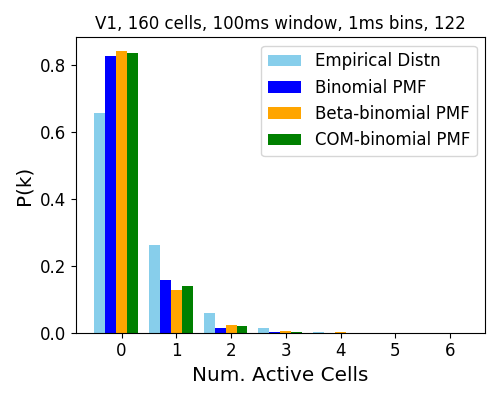 V1, 160 cells, 100ms window, 1ms bins, 122
Empirical Distn
Binomial PMF
Beta-binomial PMF
COM-binomial PMF
P(k)
0.8
0.6
0.4
0.2
0.0
0 1 2 3 4 5 6
Num. Active Cells